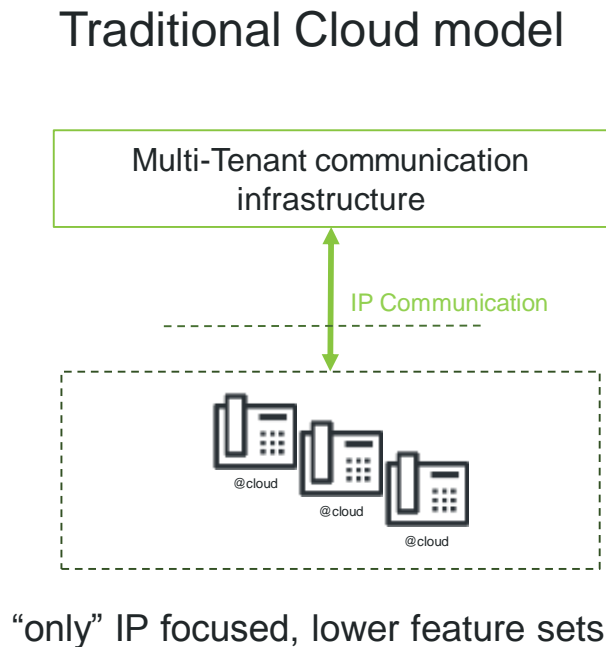 Traditional Cloud model
Multi-Tenant communication
infrastructure
IP Communication
@cloud
@cloud
@cloud
“only” IP focused, lower feature sets